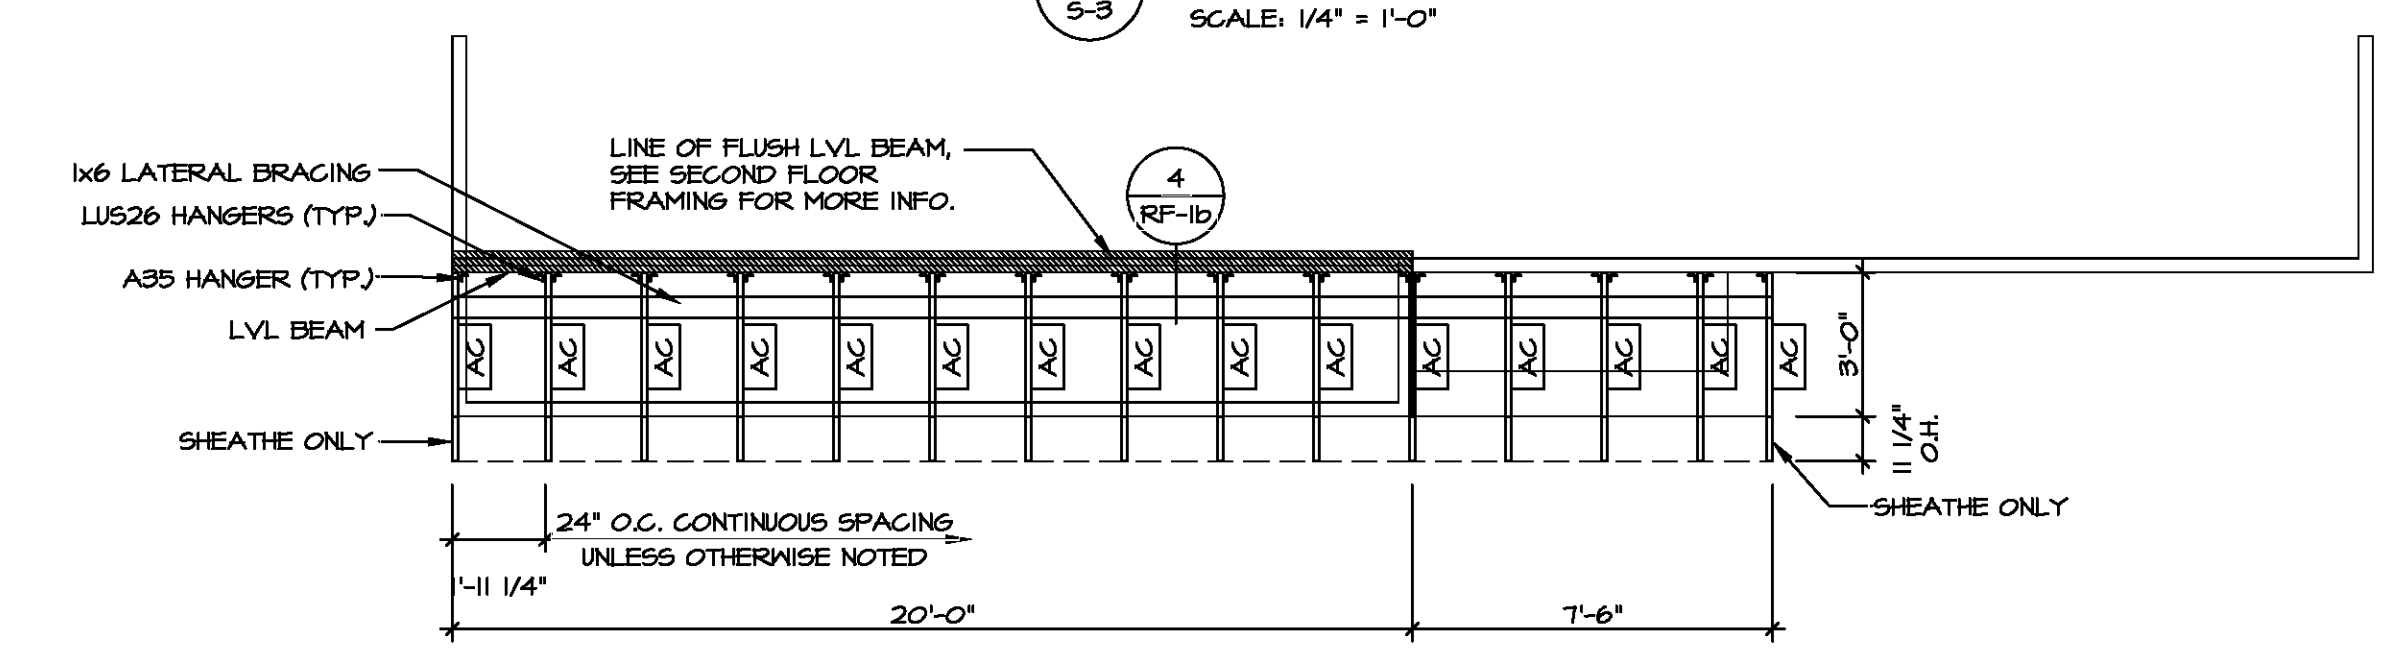 S-3
SCALE: 1/4" = 1'-0"
LINE OF FLUSH LVL BEAM,
SEE SECOND FLOOR
FRAMING FOR MORE INFO.
4
RF-1b
1x6 LATERAL BRACING
LUS26 HANGERS (TYP.)
A35 HANGER (TYP.)
LVL BEAM
AC AC AC AC AC AC AC AC AC AC AC AC AC AC AC
3'-0"
11 1/4"
O.H.
SHEATHE ONLY
SHEATHE ONLY
24" O.C. CONTINUOUS SPACING
UNLESS OTHERWISE NOTED
1'-11 1/4"
20'-0"
7'-6"